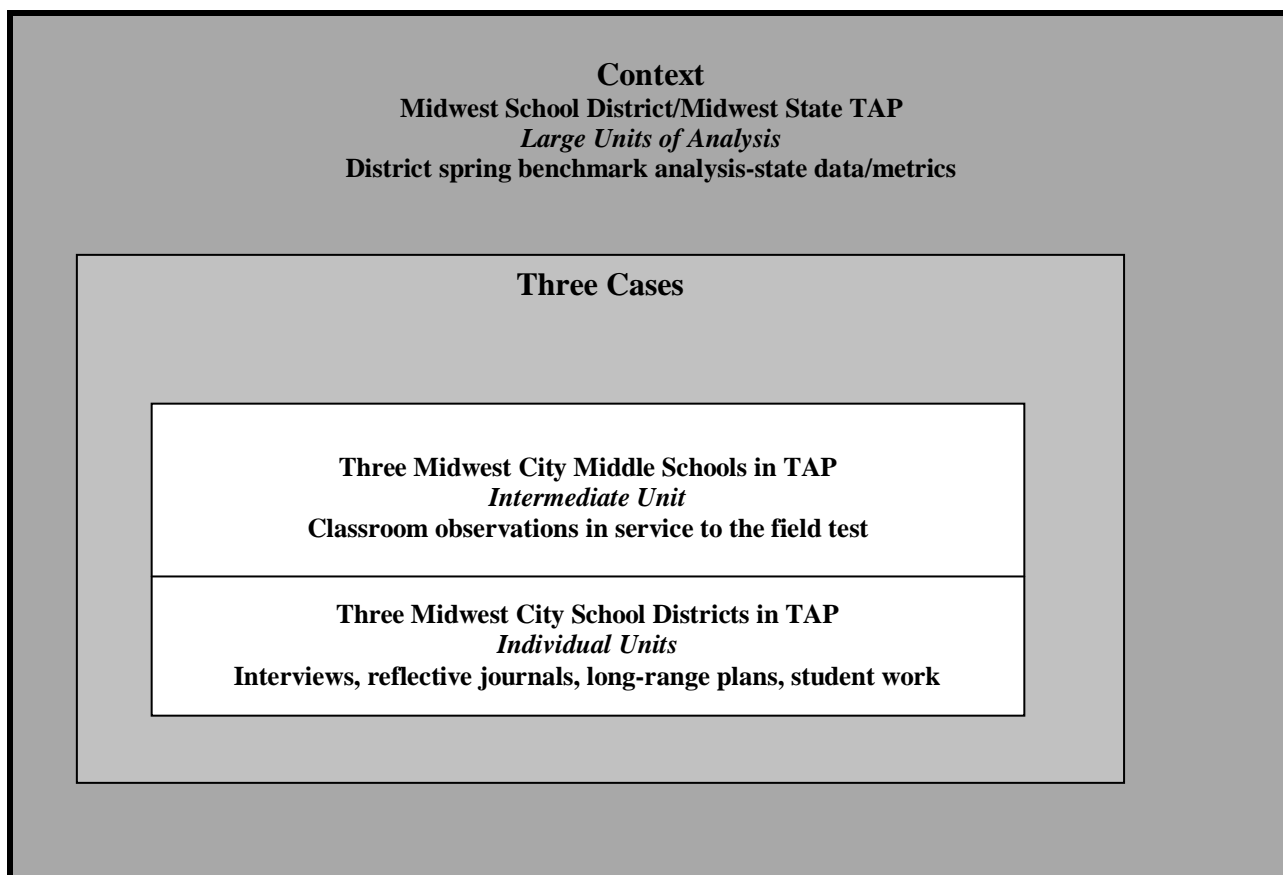 Context
Midwest School District/Midwest State TAP
Large Units of Analysis
District spring benchmark analysis-state data/metrics
Three Cases
Three Midwest City Middle Schools in TAP
Intermediate Unit
Classroom observations in service to the field test
Three Midwest City School Districts in TAP
Individual Units
Interviews, reflective journals, long-range plans, student work